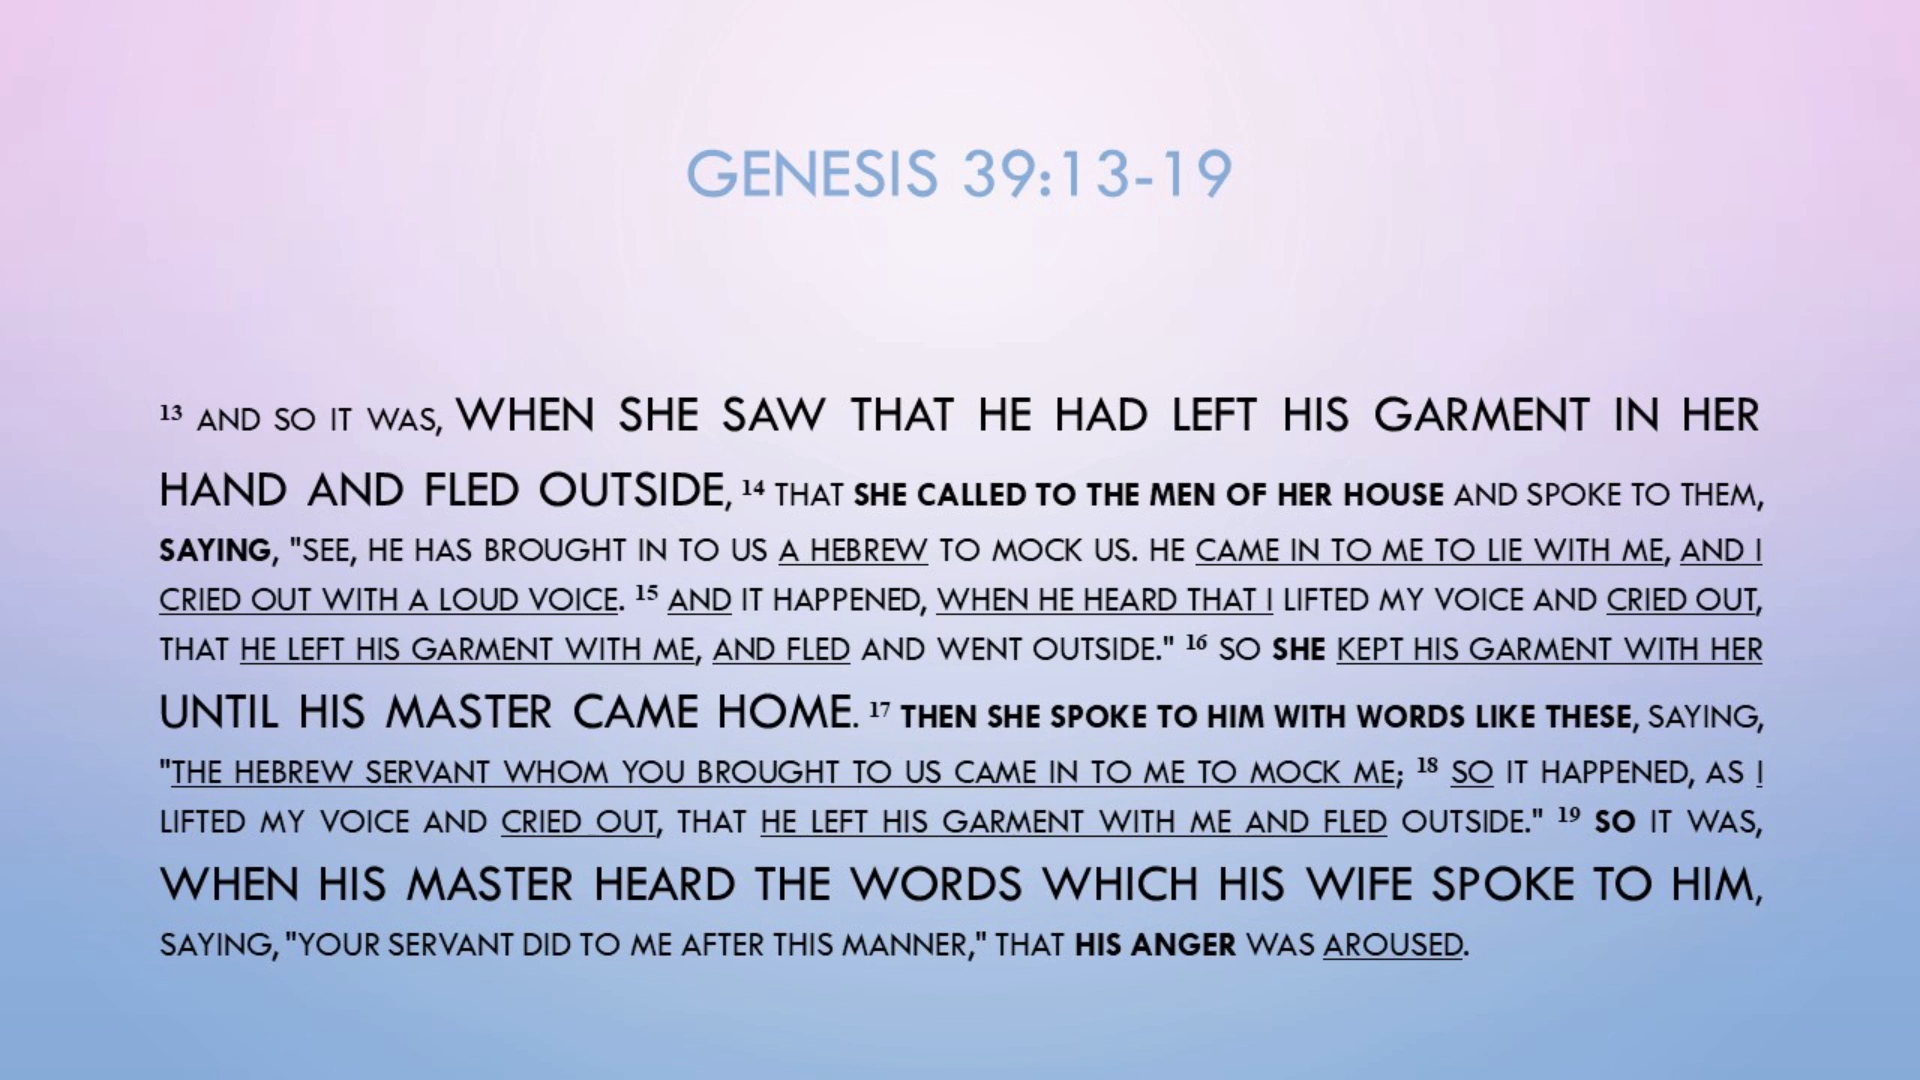 GENESIS 39:13-19
13 AND SO IT WAS, WHEN SHE SAW THAT HE HAD LEFT HIS GARMENT IN HER
HAND AND FLED OUTSIDE, 14 THAT SHE CALLED TO THE MEN OF HER HOUSE AND SPOKE TO THEM,
SAYING, "SEE, HE HAS BROUGHT IN TO US A HEBREW TO MOCK US. HE CAME IN TO ME TO LIE WITH ME, AND I
CRIED OUT WITH A LOUD VOICE. 15 AND IT HAPPENED, WHEN HE HEARD THAT I LIFTED MY VOICE AND CRIED OUT,
THAT HE LEFT HIS GARMENT WITH ME, AND FLED AND WENT OUTSIDE." 16 SO SHE KEPT HIS GARMENT WITH HER
UNTIL HIS MASTER CAME HOME. 17 THEN SHE SPOKE TO HIM WITH WORDS LIKE THESE, SAYING,
"THE HEBREW SERVANT WHOM YOU BROUGHT TO US CAME IN TO ME TO MOCK ME; 18 SO IT HAPPENED, AS I
LIFTED MY VOICE AND CRIED OUT, THAT HE LEFT HIS GARMENT WITH ME AND FLED OUTSIDE." 19 SO IT WAS,
WHEN HIS MASTER HEARD THE WORDS WHICH HIS WIFE SPOKE TO HIM,
SAYING, "YOUR SERVANT DID TO ME AFTER THIS MANNER," THAT HIS ANGER WAS AROUSED.